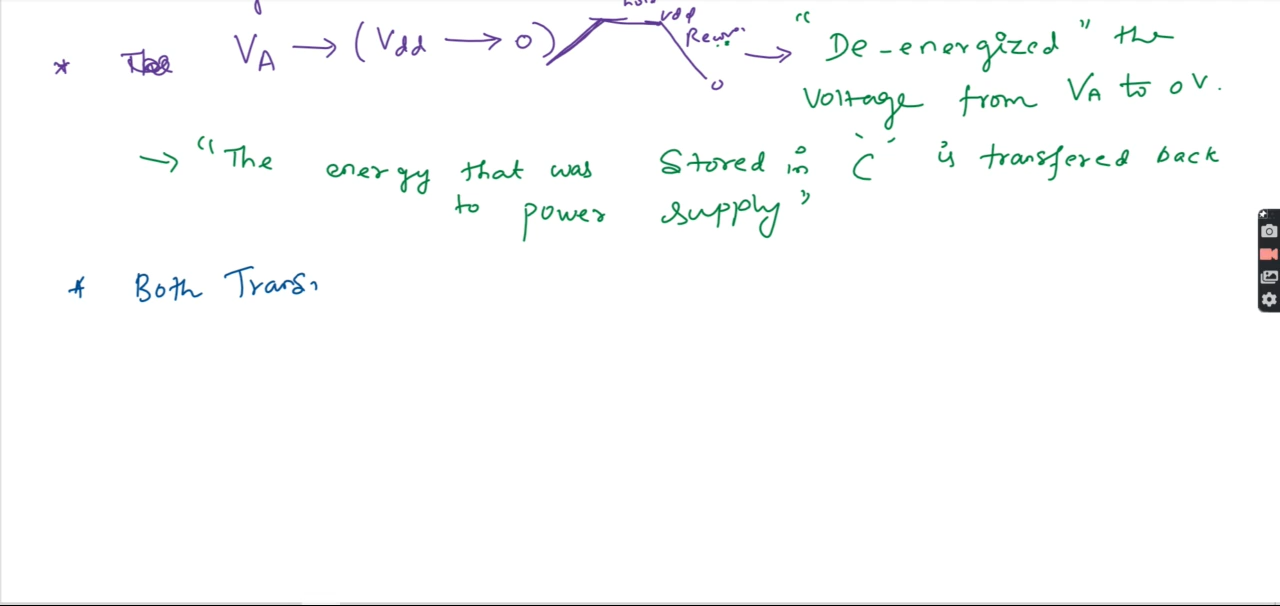 * The V_A → (Vdd → 0) Vdd 0 → "De-energized" the
voltage from V_A to 0V.
→ "The energy that was stored in 'C' is transfered back
to power supply"
* Both Trans